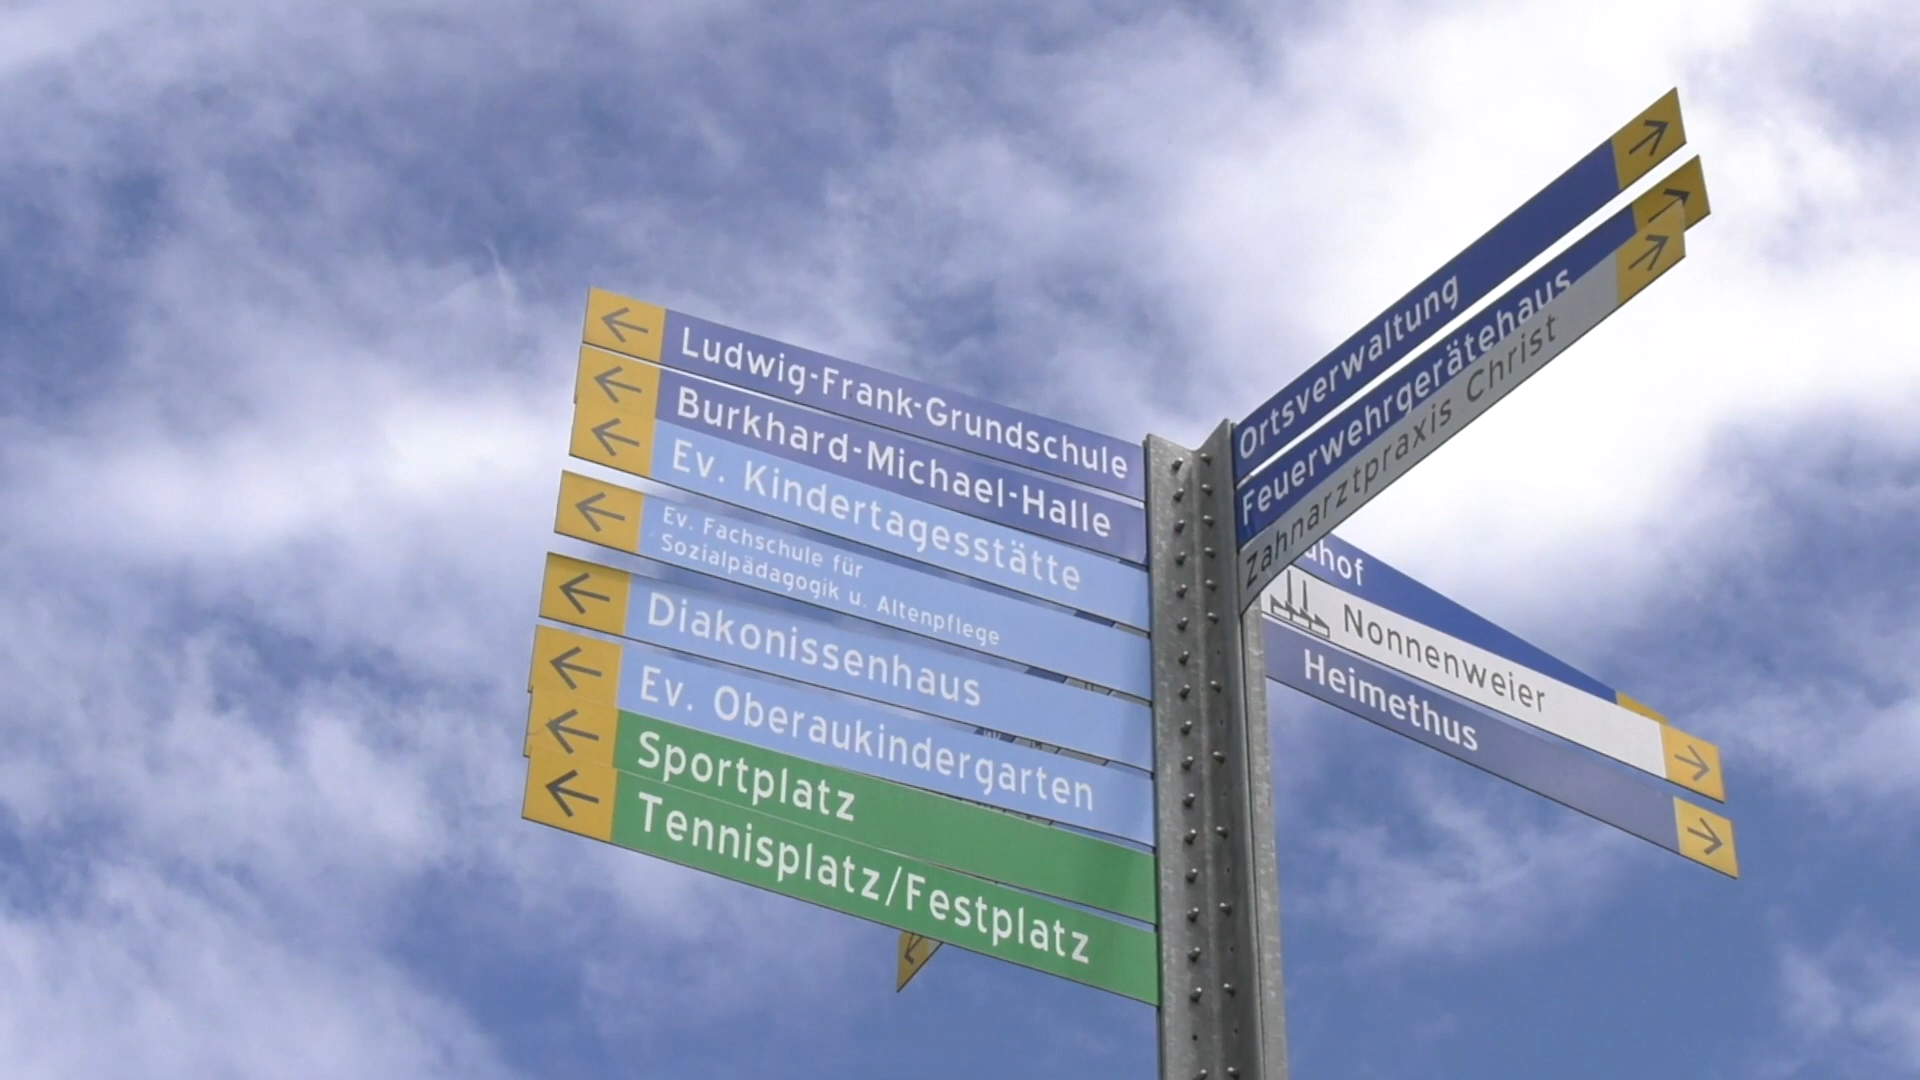 Ludwig-Frank-Grundschule
Burkhard-Michael-Halle
Ev. Kindertagesstätte
Ev. Fachschule für
Sozialpädagogik u. Altenpflege
Diakonissenhaus
Ev. Oberaukindergarten
Sportplatz
Tennisplatz/Festplatz
Ortsverwaltung
Feuerwehrgerätehaus
Zahnarztpraxis Christ
Nonnenweier
Heimethus